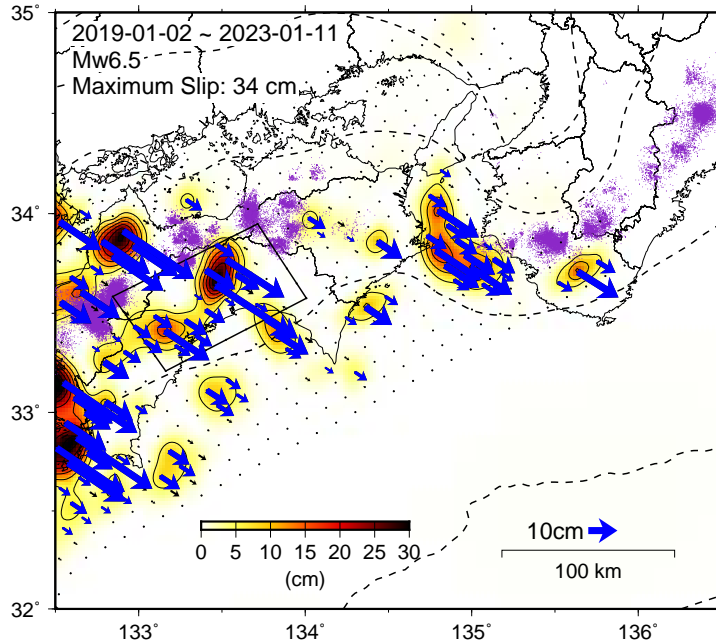 35˚
2019-01-02 ~ 2023-01-11
Mw6.5
Maximum Slip: 34 cm
34˚
33˚
10cm
0 5 10 15 20 25 30
(cm)
100 km
32˚
133˚ 134˚ 135˚ 136˚